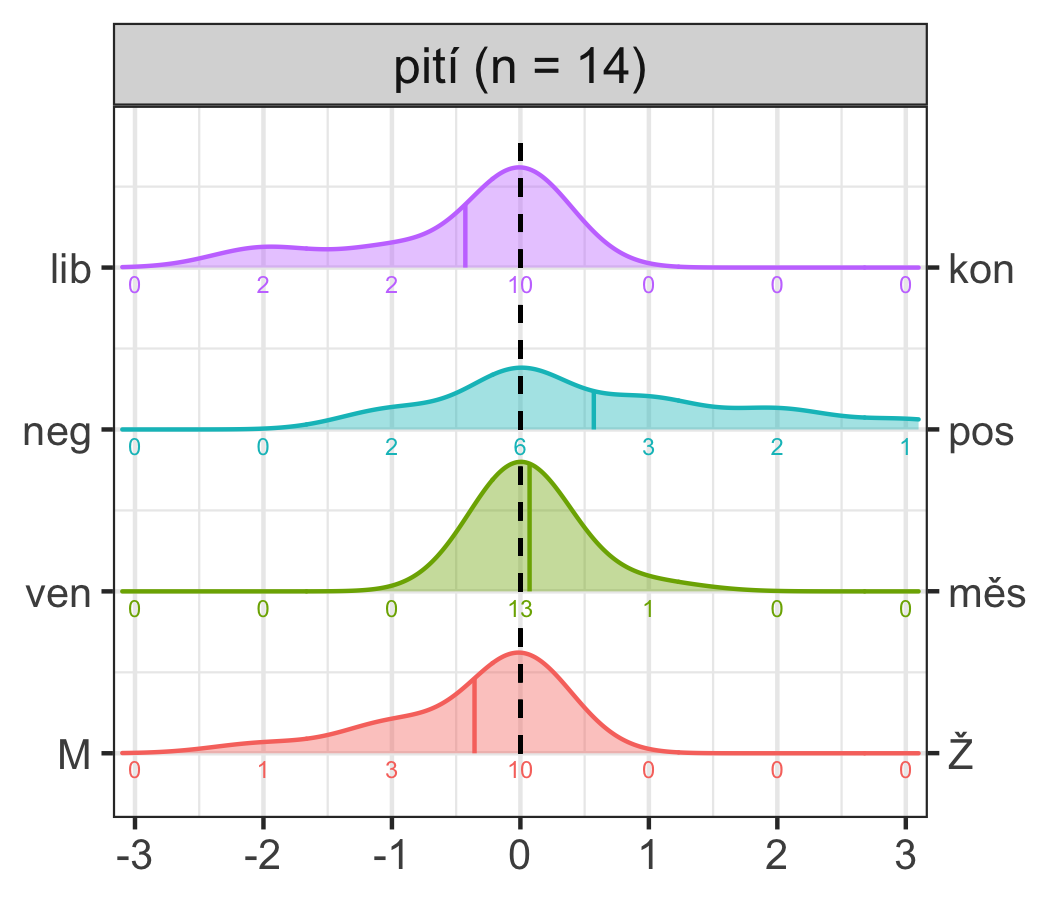 pití (n = 14)
lib kon
0 2 2 10 0 0 0
neg pos
0 0 2 6 3 2 1
ven měs
0 0 0 13 1 0 0
M Ž
0 1 3 10 0 0 0
-3 -2 -1 0 1 2 3